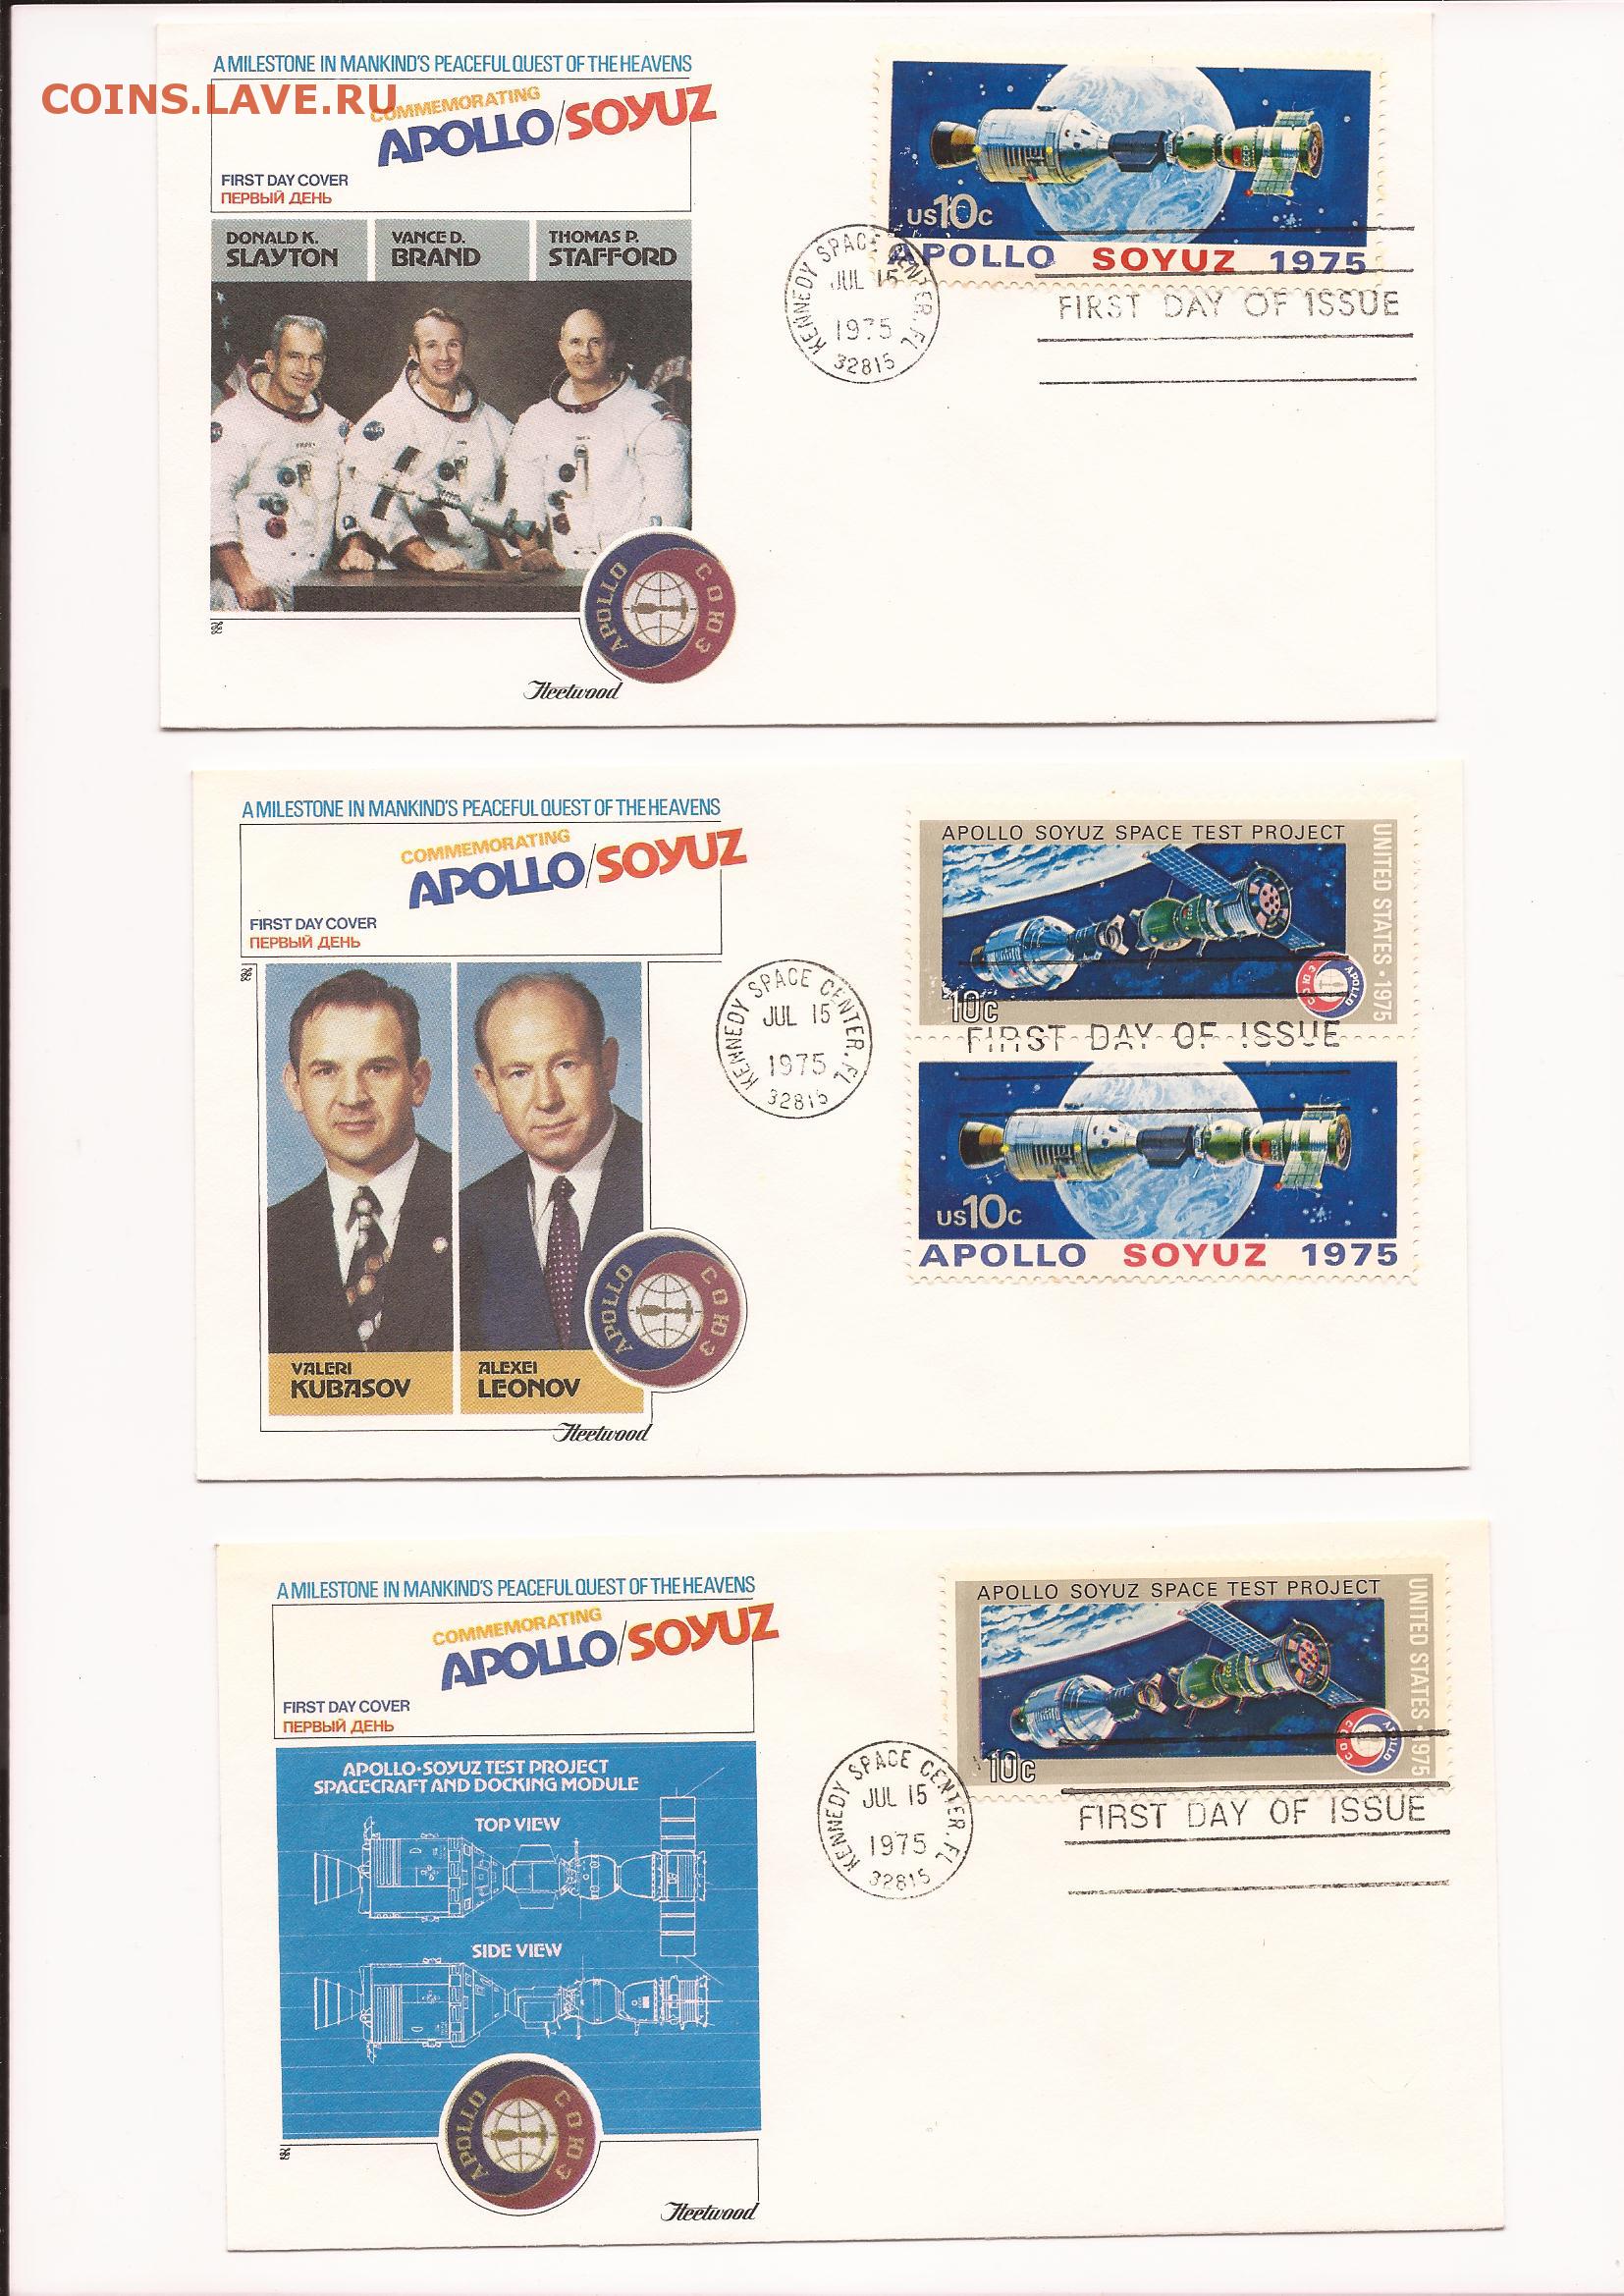 COINS.LAVE.RU
A MILESTONE IN MANKIND'S PEACEFUL QUEST OF THE HEAVENS
COMMEMORATING
APOLLO/SOYUZ
FIRST DAY COVER
ПЕРВЫЙ ДЕНЬ
DONALD K.
SLAYTON
VANCE D.
BRAND
THOMAS P.
STAFFORD
APOLLO
СОЮЗ
Fleetwood
US10c
APOLLO SOYUZ 1975
KENNEDY SPACE CENTER, FL
JUL 15
1975
32815
FIRST DAY OF ISSUE
A MILESTONE IN MANKIND'S PEACEFUL QUEST OF THE HEAVENS
COMMEMORATING
APOLLO/SOYUZ
FIRST DAY COVER
ПЕРВЫЙ ДЕНЬ
VALERI
KUBASOV
ALEXEI
LEONOV
APOLLO
СОЮЗ
Fleetwood
KENNEDY SPACE CENTER, FL
JUL 15
1975
32815
APOLLO SOYUZ SPACE TEST PROJECT
UNITED STATES · 1975
10c
APOLLO
FIRST DAY OF ISSUE
US10c
APOLLO SOYUZ 1975
A MILESTONE IN MANKIND'S PEACEFUL QUEST OF THE HEAVENS
COMMEMORATING
APOLLO/SOYUZ
FIRST DAY COVER
ПЕРВЫЙ ДЕНЬ
APOLLO·SOYUZ TEST PROJECT
SPACECRAFT AND DOCKING MODULE
TOP VIEW
SIDE VIEW
APOLLO
СОЮЗ
Fleetwood
KENNEDY SPACE CENTER, FL
JUL 15
1975
32815
APOLLO SOYUZ SPACE TEST PROJECT
UNITED STATES · 1975
10c
FIRST DAY OF ISSUE